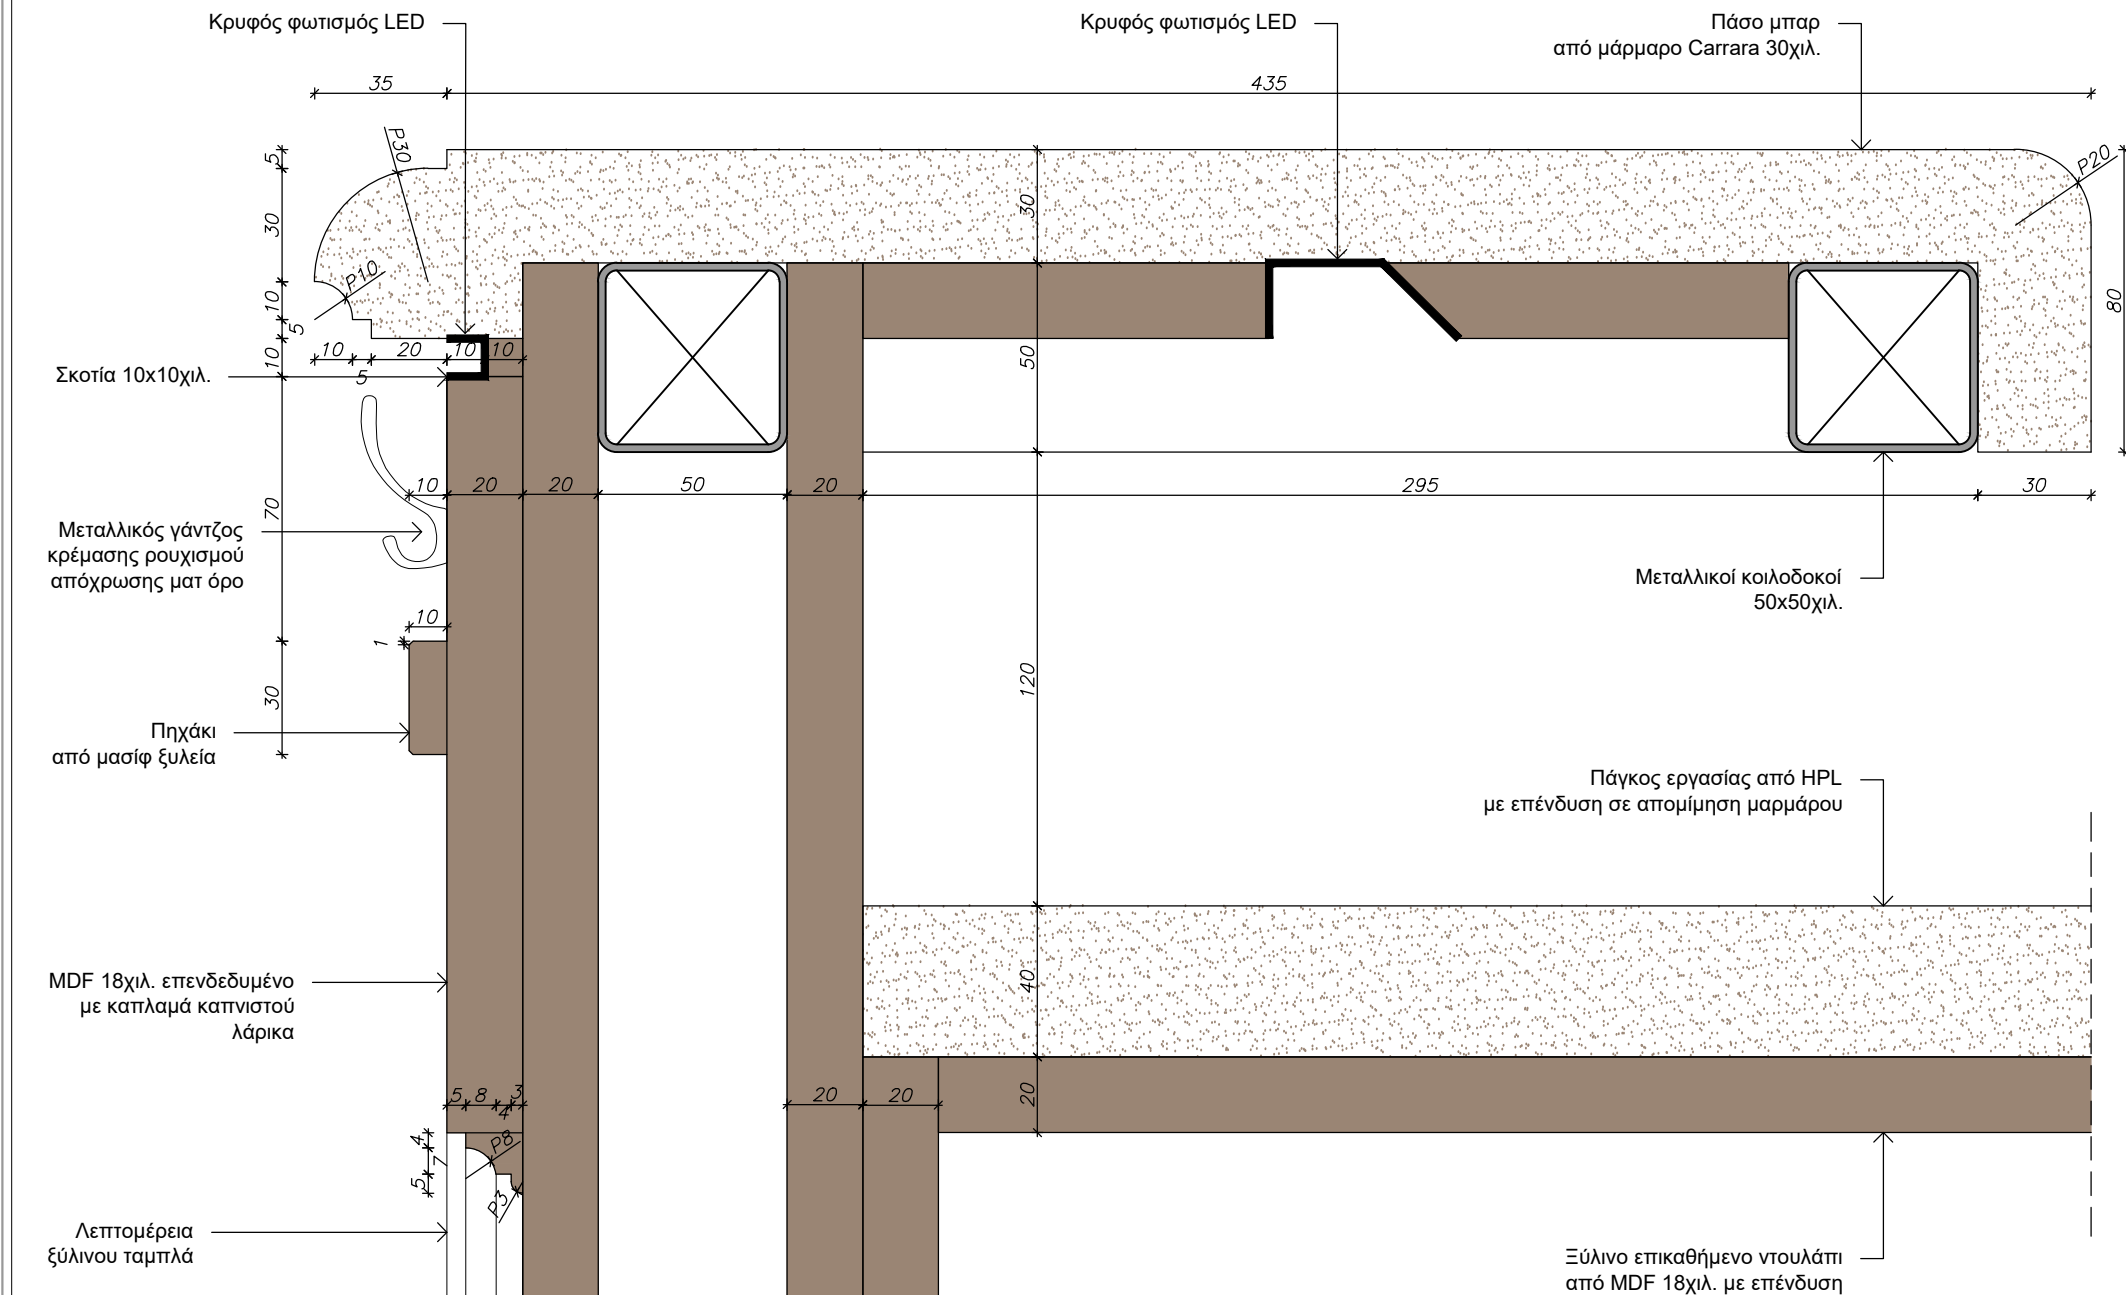 Κρυφός φωτισμός LED
Κρυφός φωτισμός LED
Πάσο μπαρ
από μάρμαρο Carrara 30χιλ.
35
435
5
P30
P20
30
30
P10
10
5
80
10
10
20
10
10
5
50
Σκοτία 10x10χιλ.
10
20
20
50
20
295
30
70
Μεταλλικός γάντζος
κρέμασης ρουχισμού
απόχρωσης ματ όρο
Μεταλλικοί κοιλοδοκοί
50x50χιλ.
10
1
30
120
Πηχάκι
από μασίφ ξυλεία
Πάγκος εργασίας από HPL
με επένδυση σε απομίμηση μαρμάρου
MDF 18χιλ. επενδεδυμένο
με καπλαμά καπνιστού
λάρικα
40
5
8
4
3
20
20
20
4
7
5
P8
P3
Λεπτομέρεια
ξύλινου ταμπλά
Ξύλινο επικαθήμενο ντουλάπι
από MDF 18χιλ. με επένδυση